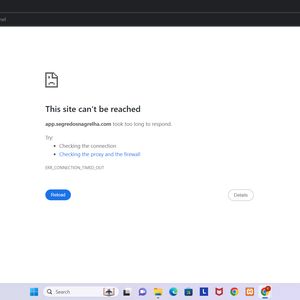 This site can't be reached
app.segredosnagrelha.com took too long to respond.
Try:
• Checking the connection
• Checking the proxy and the firewall
ERR_CONNECTION_TIMED_OUT
Reload
Details
Search